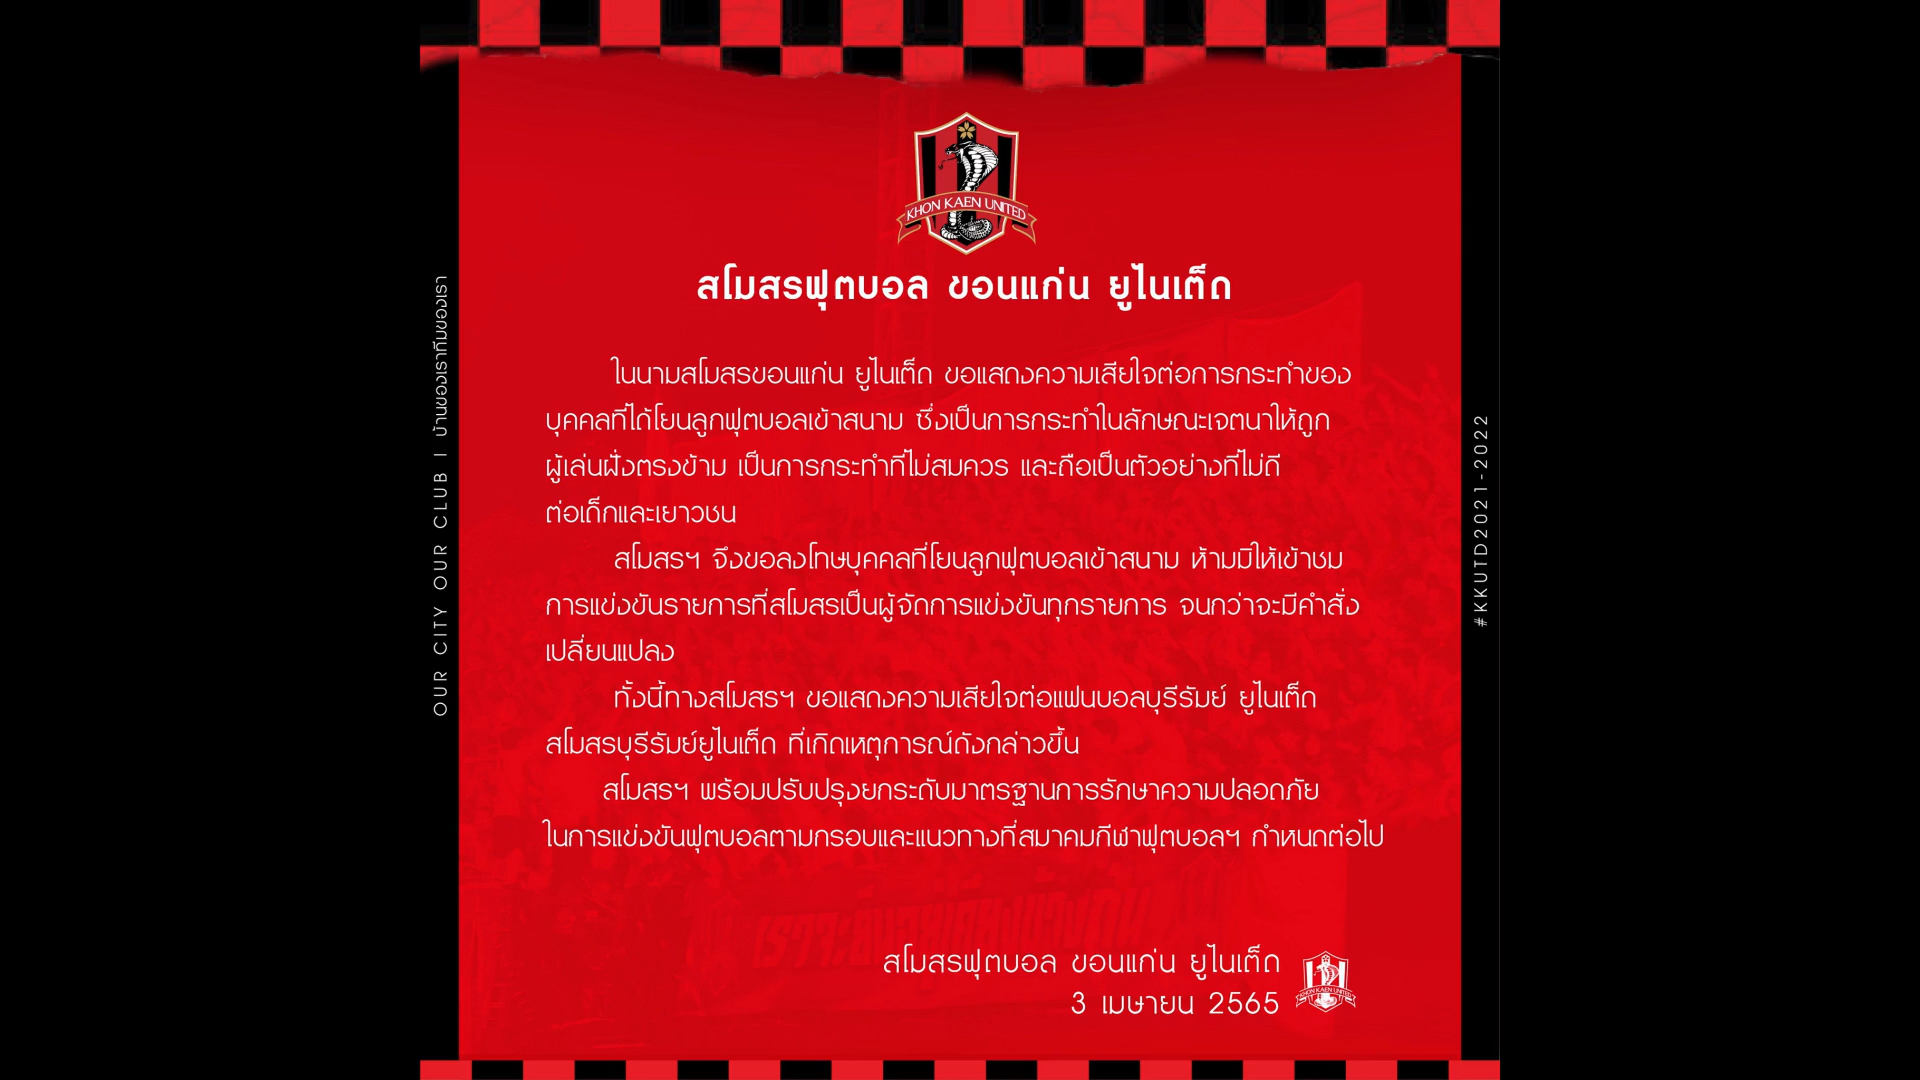 KHON KAEN UNITED
สโมสรฟุตบอล ขอนแก่น ยูไนเต็ด
ในนามสโมสรขอนแก่น ยูไนเต็ด ขอแสดงความเสียใจต่อการกระทำของ
บุคคลที่ได้โยนลูกฟุตบอลเข้าสนาม ซึ่งเป็นการกระทำในลักษณะเจตนาให้ถูก
ผู้เล่นฝั่งตรงข้าม เป็นการกระทำที่ไม่สมควร และถือเป็นตัวอย่างที่ไม่ดี
ต่อเด็กและเยาวชน
สโมสรฯ จึงขอลงโทษบุคคลที่โยนลูกฟุตบอลเข้าสนาม ห้ามมิให้เข้าชม
การแข่งขันรายการที่สโมสรเป็นผู้จัดการแข่งขันทุกรายการ จนกว่าจะมีคำสั่ง
เปลี่ยนแปลง
ทั้งนี้ทางสโมสรฯ ขอแสดงความเสียใจต่อแฟนบอลบุรีรัมย์ ยูไนเต็ด
สโมสรบุรีรัมย์ยูไนเต็ด ที่เกิดเหตุการณ์ดังกล่าวขึ้น
สโมสรฯ พร้อมปรับปรุงยกระดับมาตรฐานการรักษาความปลอดภัย
ในการแข่งขันฟุตบอลตามกรอบและแนวทางที่สมาคมกีฬาฟุตบอลฯ กำหนดต่อไป
สโมสรฟุตบอล ขอนแก่น ยูไนเต็ด
3 เมษายน 2565
KHON KAEN UNITED
OUR CITY OUR CLUB | บ้านของเราทีมของเรา
#KKUTD2021-2022